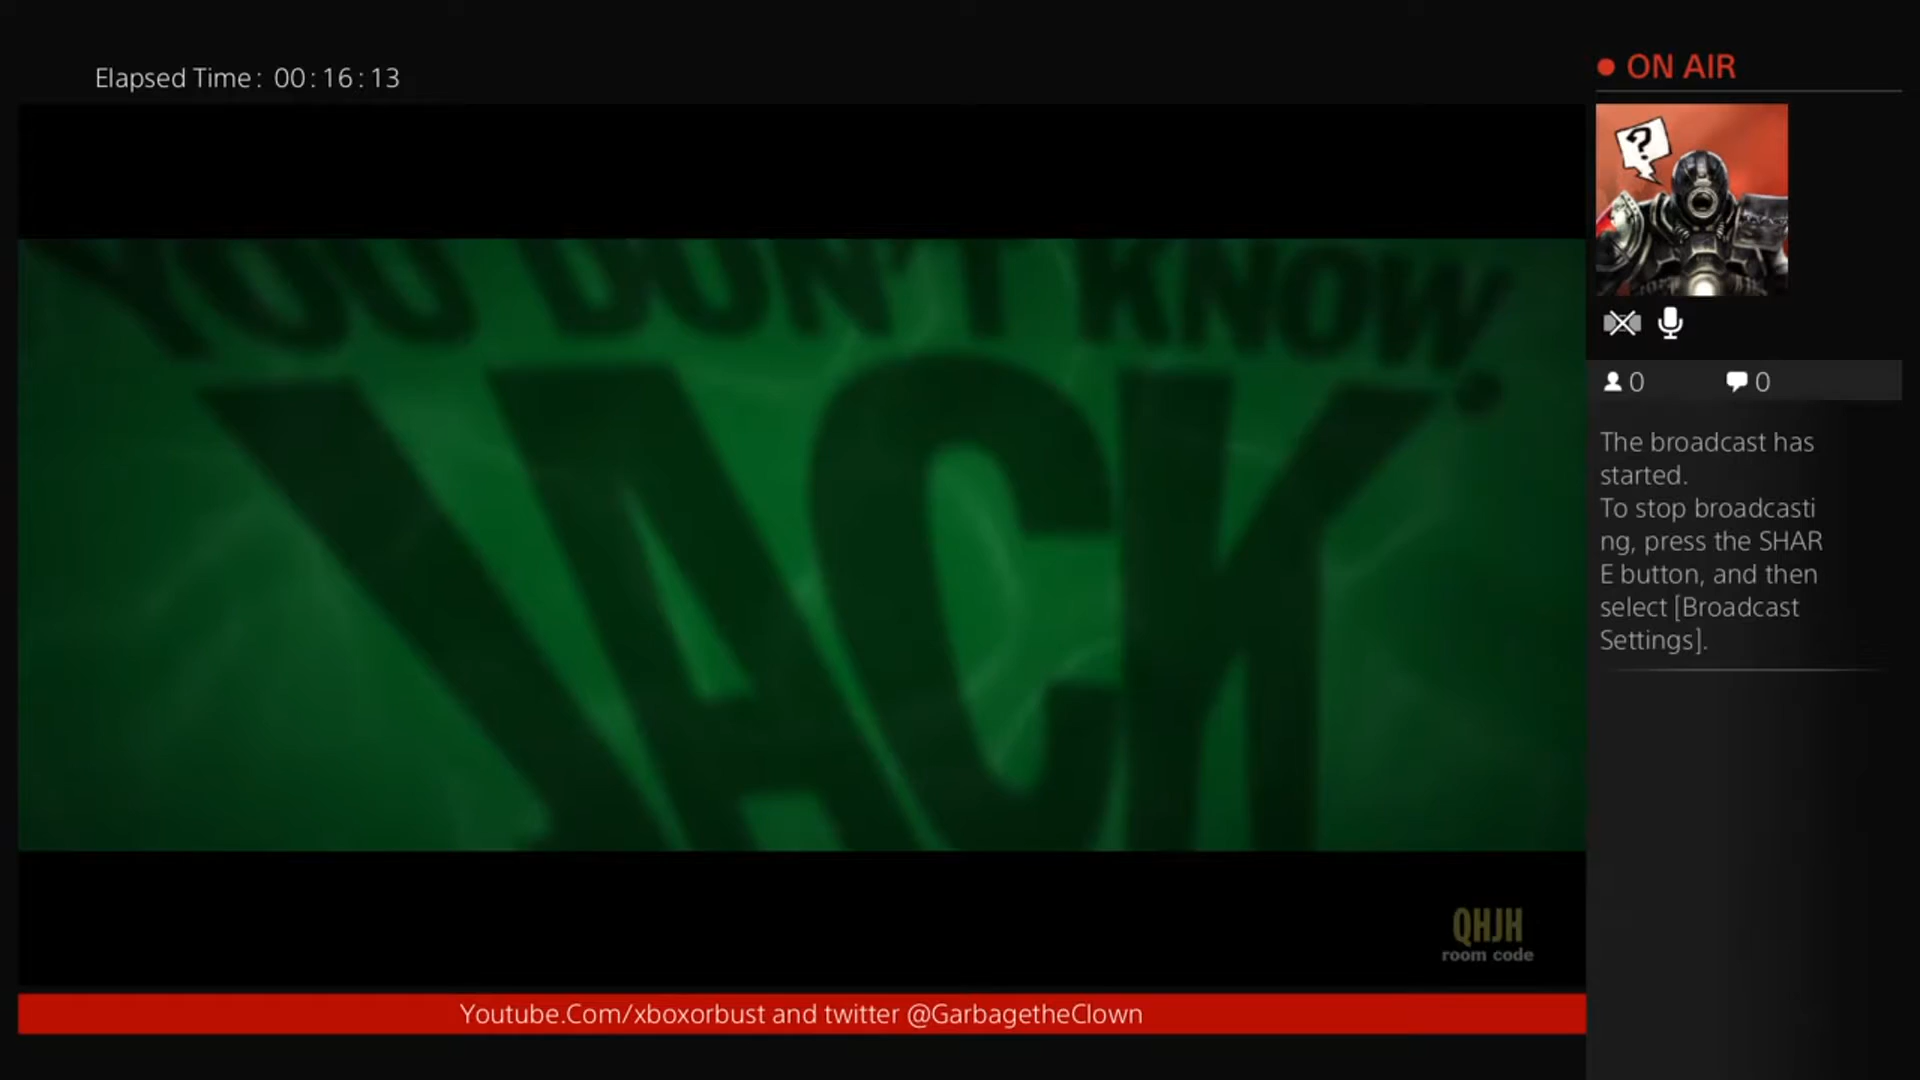 Elapsed Time: 00:16:13
ON AIR
?
YOU DON'T KNOW
JACK
0
0
The broadcast has
started.
To stop broadcasti
ng, press the SHAR
E button, and then
select [Broadcast
Settings].
QHJH
room code
Youtube.Com/xboxorbust and twitter @GarbagetheClown